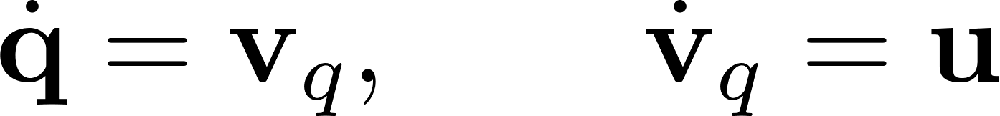 q̇ = v_q, v̇_q = u